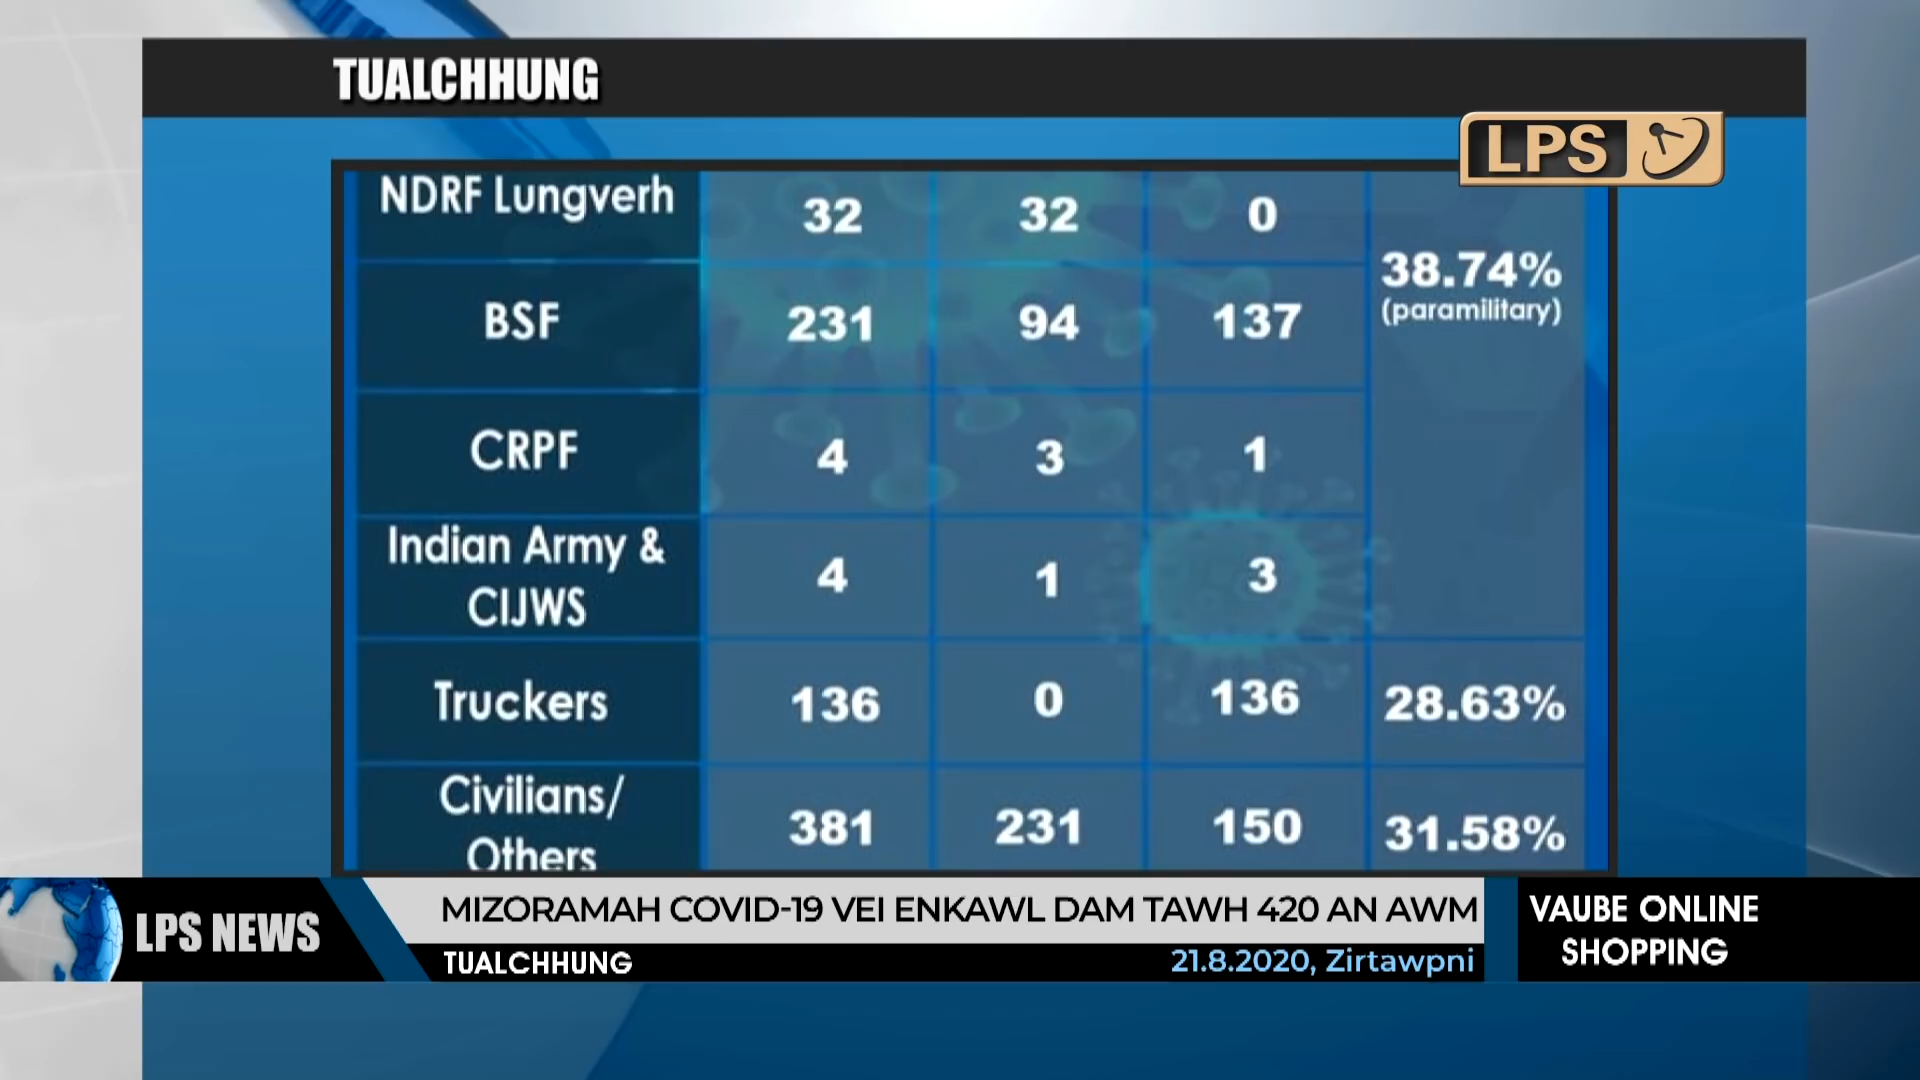 TUALCHHUNG
LPS
NDRF Lungverh 32 32 0
38.74%
(paramilitary)
BSF 231 94 137
CRPF 4 3 1
Indian Army &
CIJWS
4 1 3
Truckers 136 0 136 28.63%
Civilians/
Others
381 231 150 31.58%
LPS NEWS
MIZORAMAH COVID-19 VEI ENKAWL DAM TAWH 420 AN AWM
TUALCHHUNG
21.8.2020, Zirtawpni
VAUBE ONLINE
SHOPPING